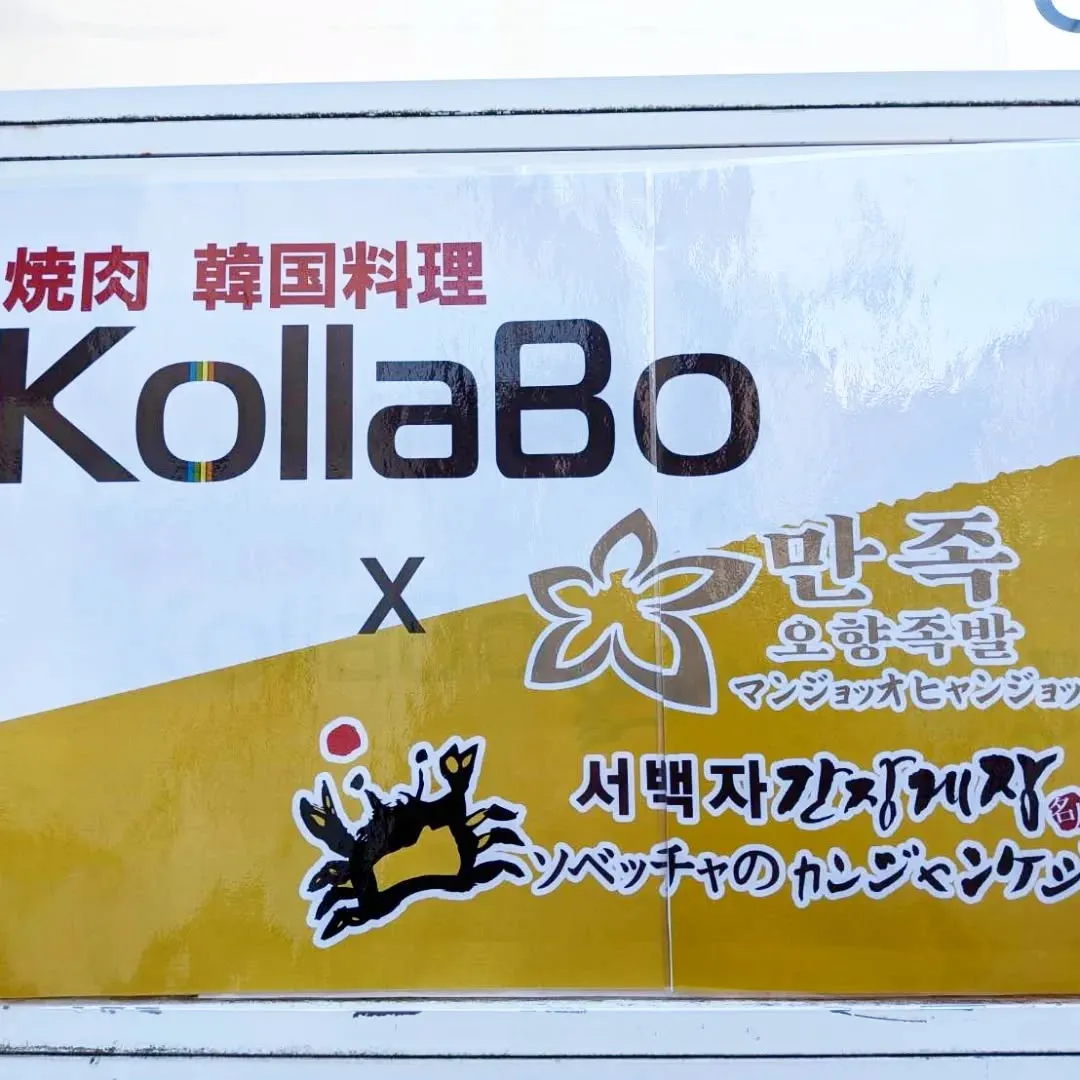 焼肉 韓国料理
KollaBo
x
만족
오향족발
マンジョッオヒャンジョッ
서백자간장게장
名
ソベッチャのカンジャンケジ